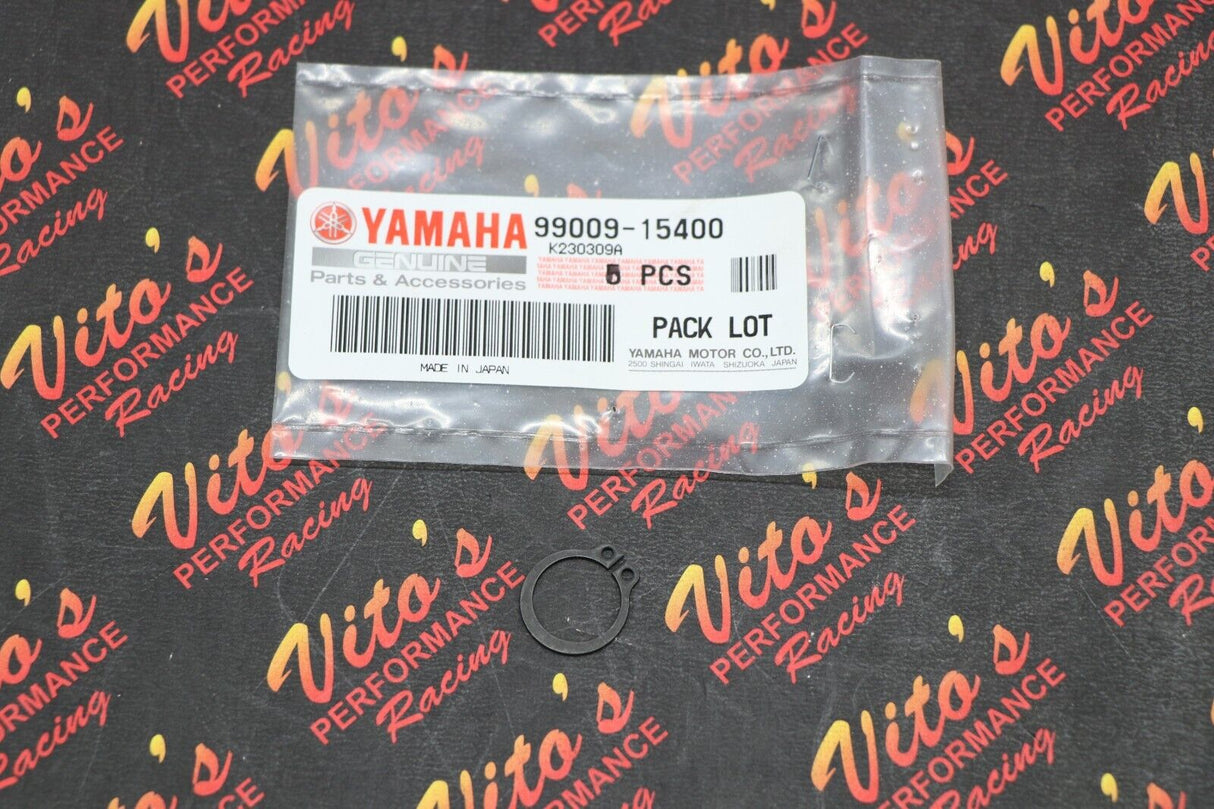 YAMAHA 99009-15400
K230309A
GENUINE
Parts & Accessories
5 PCS
PACK LOT
YAMAHA MOTOR CO., LTD.
2500 SHINGAI IWATA SHIZUOKA JAPAN
MADE IN JAPAN
Vito's
PERFORMANCE
Racing